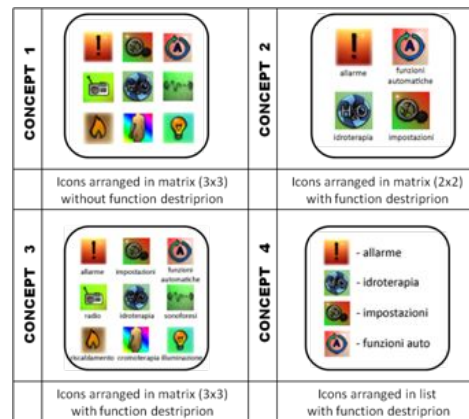 CONCEPT 1
Icons arranged in matrix (3x3)
without function destriprion
CONCEPT 2
allarme
funzioni
automatiche
idroterapia
impostazioni
Icons arranged in matrix (2x2)
with function destriprion
CONCEPT 3
allarme
impostazioni
funzioni
automatiche
radio
idroterapia
sonoforesi
riscaldamento
cromoterapia
illuminazione
Icons arranged in matrix (3x3)
with function destriprion
CONCEPT 4
- allarme
- idroterapia
- impostazioni
- funzioni auto
Icons arranged in list
with function destriprion